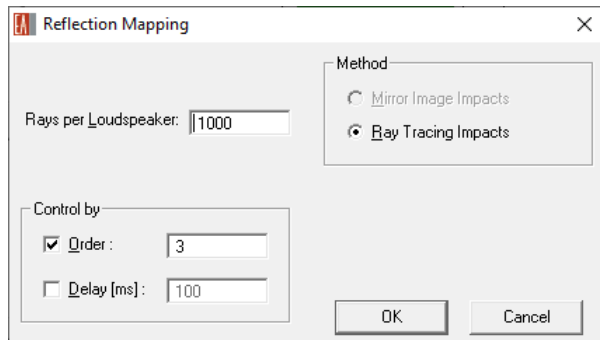 EA Reflection Mapping
Method
Mirror Image Impacts
Rays per Loudspeaker: 1000
Ray Tracing Impacts
Control by
Order : 3
Delay [ms] : 100
OK Cancel